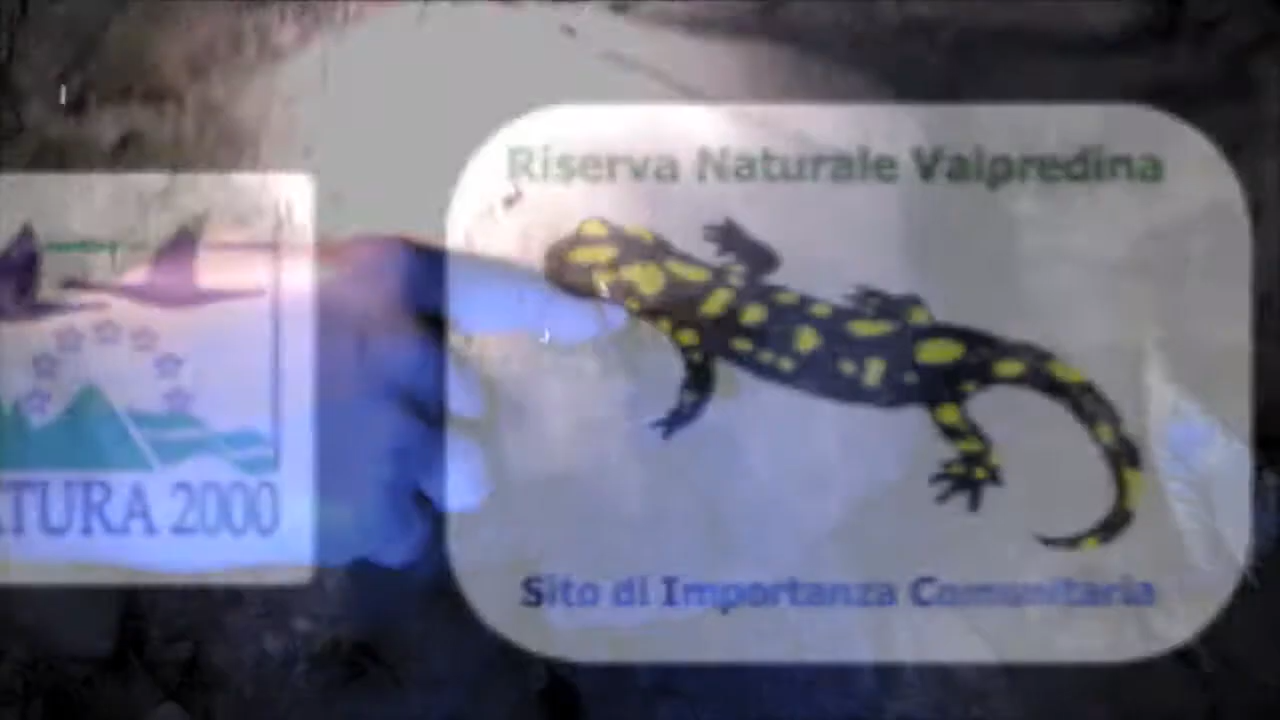 Riserva Naturale Valpredina
ATURA 2000
Sito di Importanza Comunitaria